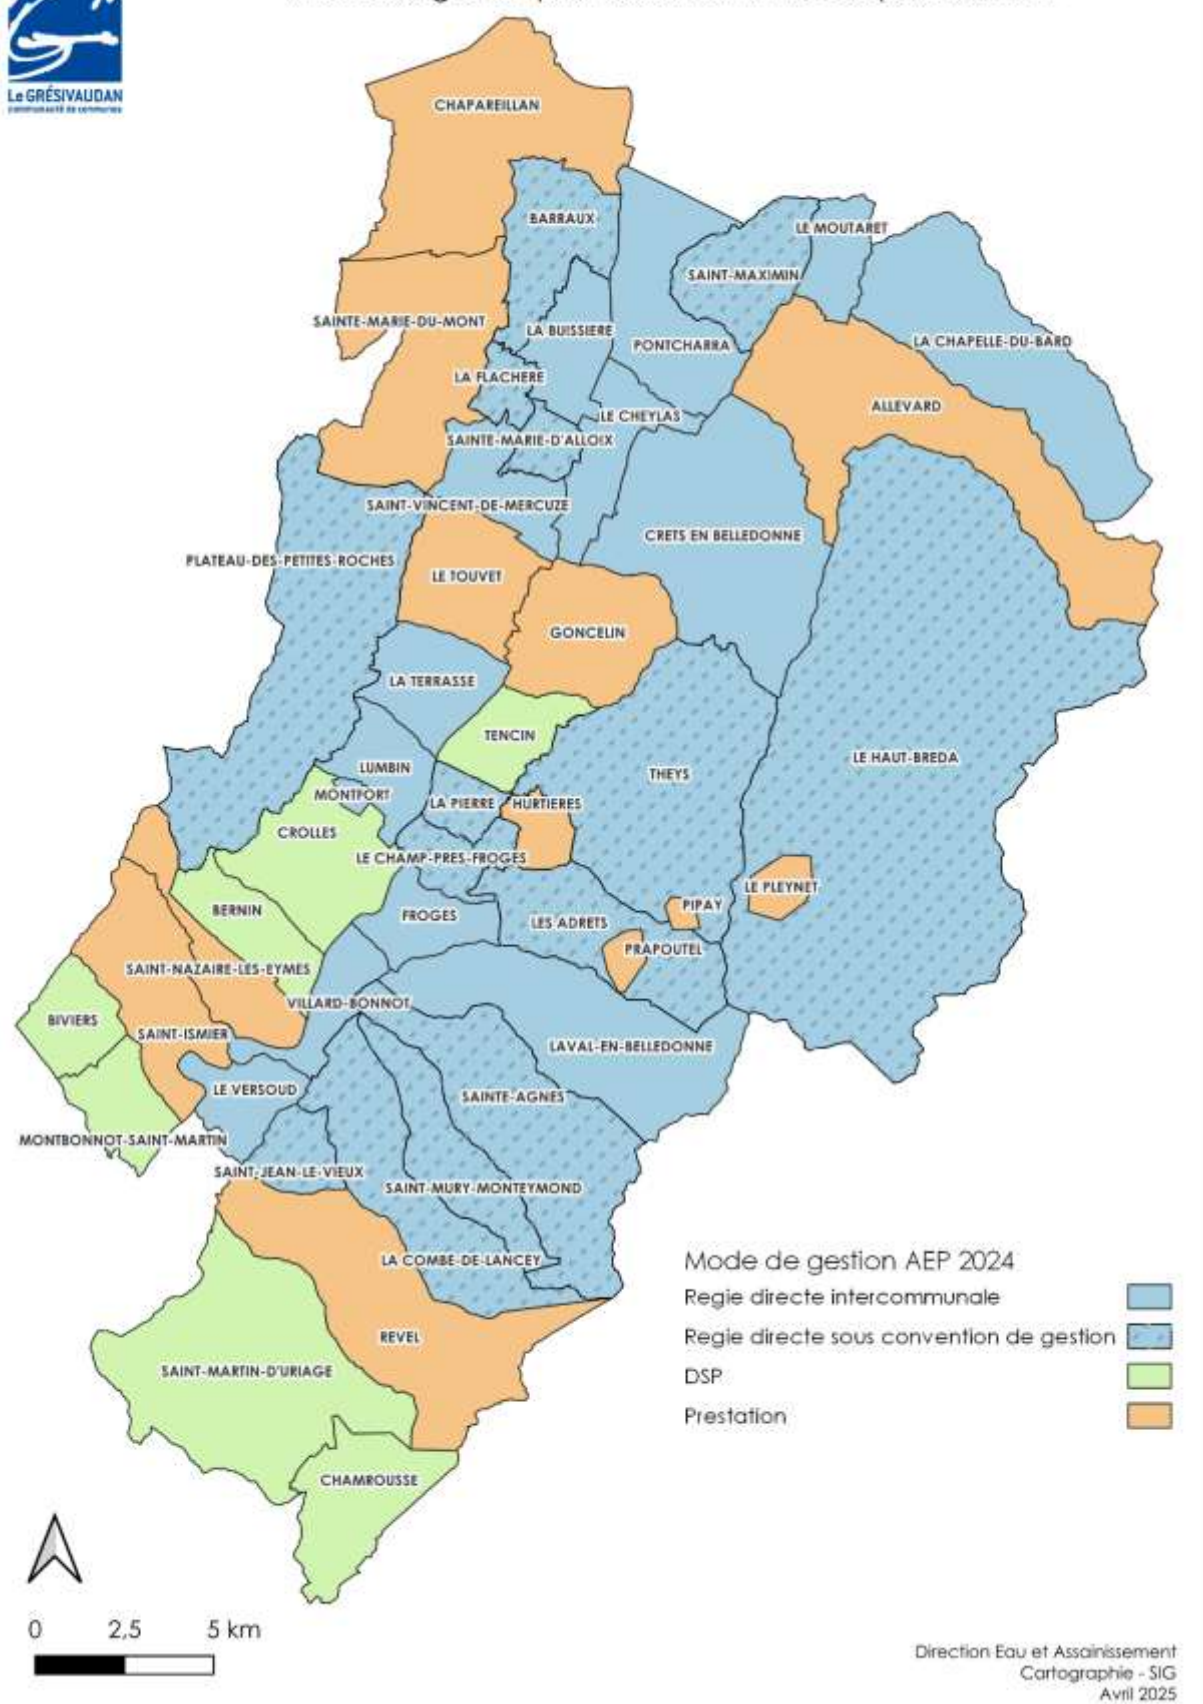 Le GRÉSIVAUDAN
communauté de communes
CHAPAREILLAN
BARRAUX
LE MOUTARET
SAINT-MAXIMIN
SAINTE-MARIE-DU-MONT
LA BUISSIERE
PONTCHARRA
LA CHAPELLE-DU-BARD
LA FLACHERE
ALLEVARD
LE CHEYLAS
SAINTE-MARIE-D'ALLOIX
SAINT-VINCENT-DE-MERCUZE
CRETS EN BELLEDONNE
PLATEAU-DES-PETITES-ROCHES
LE TOUVET
GONCELIN
LA TERRASSE
TENCIN
LE HAUT-BREDA
LUMBIN
THEYS
MONTFORT
LA PIERRE
HURTIERES
CROLLES
LE CHAMP-PRES-FROGES
LE PLEYNET
PIPAY
BERNIN
FROGES
LES ADRETS
PRAPOUTEL
SAINT-NAZAIRE-LES-EYMES
VILLARD-BONNOT
BIVIERS
SAINT-ISMIER
LAVAL-EN-BELLEDONNE
LE VERSOUD
SAINTE-AGNES
MONTBONNOT-SAINT-MARTIN
SAINT-JEAN-LE-VIEUX
SAINT-MURY-MONTEYMOND
LA COMBE-DE-LANCEY
REVEL
SAINT-MARTIN-D'URIAGE
CHAMROUSSE
Mode de gestion AEP 2024
Regie directe intercommunale
Regie directe sous convention de gestion
DSP
Prestation
0 2,5 5 km
Direction Eau et Assainissement
Cartographie - SIG
Avril 2025